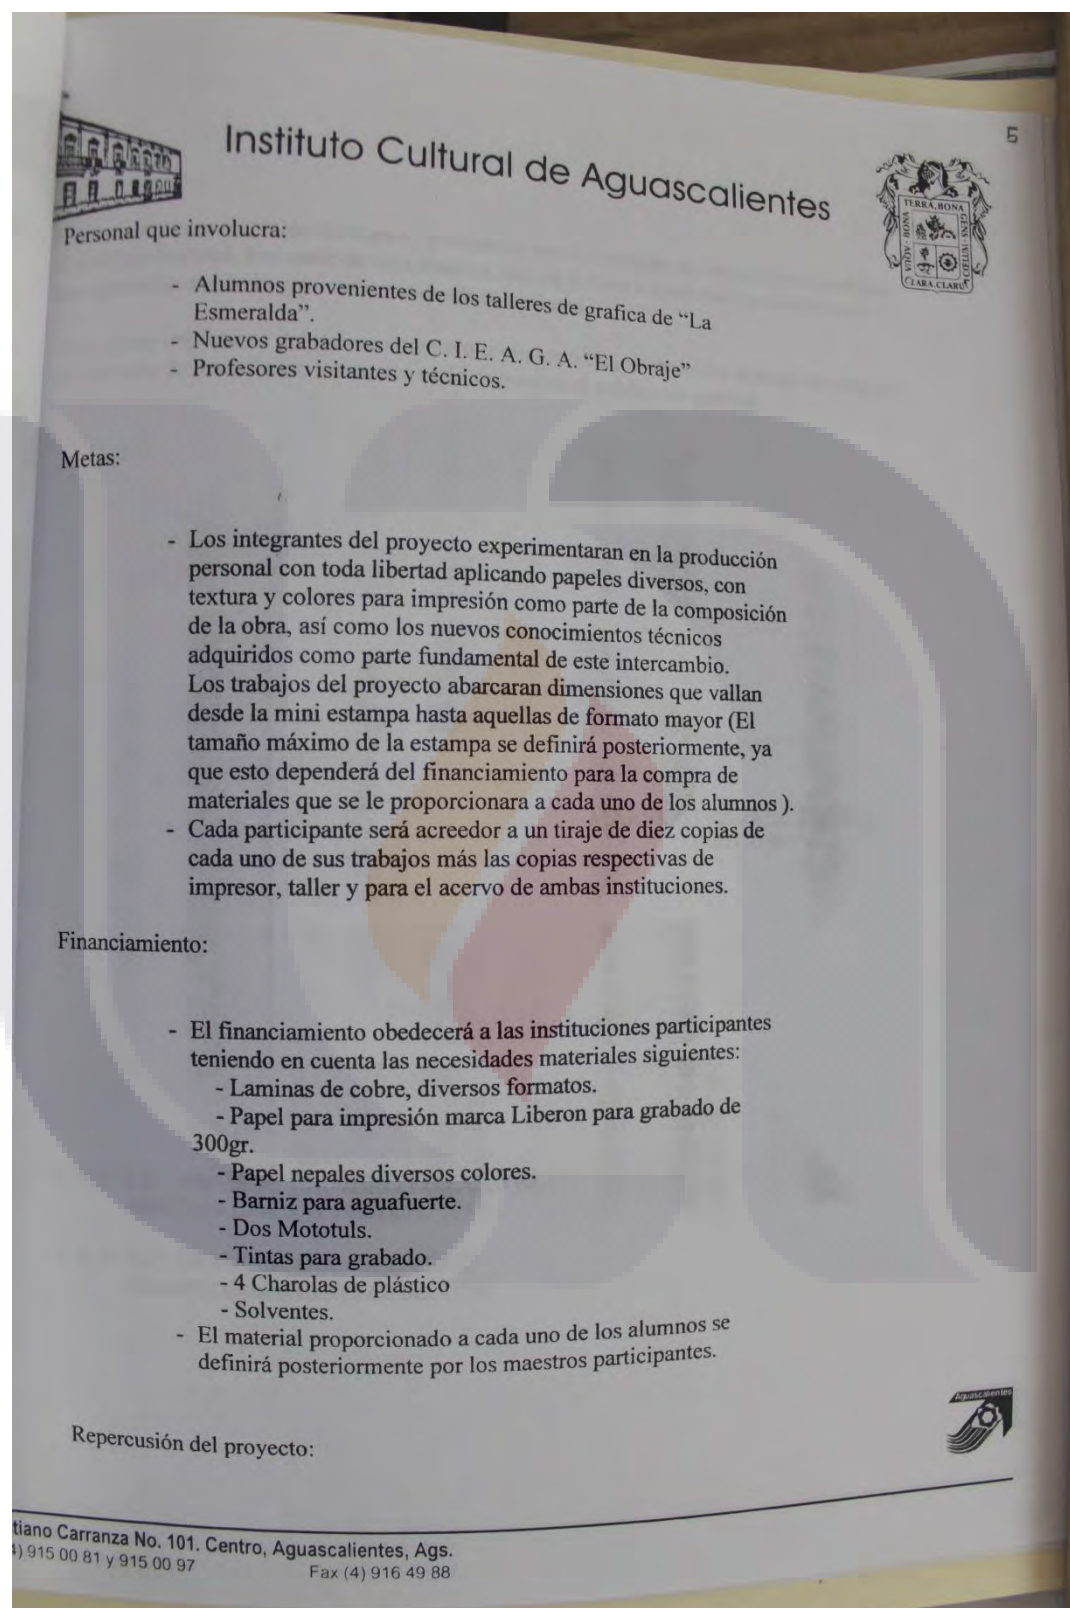 5
Instituto Cultural de Aguascalientes
TERRA.BONA
BONA
GENS
CLARA.CLARUS
Personal que involucra:
- Alumnos provenientes de los talleres de grafica de “La
Esmeralda”.
- Nuevos grabadores del C. I. E. A. G. A. “El Obraje”
- Profesores visitantes y técnicos.
Metas:
- Los integrantes del proyecto experimentaran en la producción
personal con toda libertad aplicando papeles diversos, con
textura y colores para impresión como parte de la composición
de la obra, así como los nuevos conocimientos técnicos
adquiridos como parte fundamental de este intercambio.
Los trabajos del proyecto abarcaran dimensiones que vallan
desde la mini estampa hasta aquellas de formato mayor (El
tamaño máximo de la estampa se definirá posteriormente, ya
que esto dependerá del financiamiento para la compra de
materiales que se le proporcionara a cada uno de los alumnos ).
- Cada participante será acreedor a un tiraje de diez copias de
cada uno de sus trabajos más las copias respectivas de
impresor, taller y para el acervo de ambas instituciones.
Financiamiento:
- El financiamiento obedecerá a las instituciones participantes
teniendo en cuenta las necesidades materiales siguientes:
- Laminas de cobre, diversos formatos.
- Papel para impresión marca Liberon para grabado de
300gr.
- Papel nepales diversos colores.
- Barniz para aguafuerte.
- Dos Mototuls.
- Tintas para grabado.
- 4 Charolas de plástico
- Solventes.
- El material proporcionado a cada uno de los alumnos se
definirá posteriormente por los maestros participantes.
Aguascalientes
Repercusión del proyecto:
tiano Carranza No. 101. Centro, Aguascalientes, Ags.
4) 915 00 81 y 915 00 97
Fax (4) 916 49 88